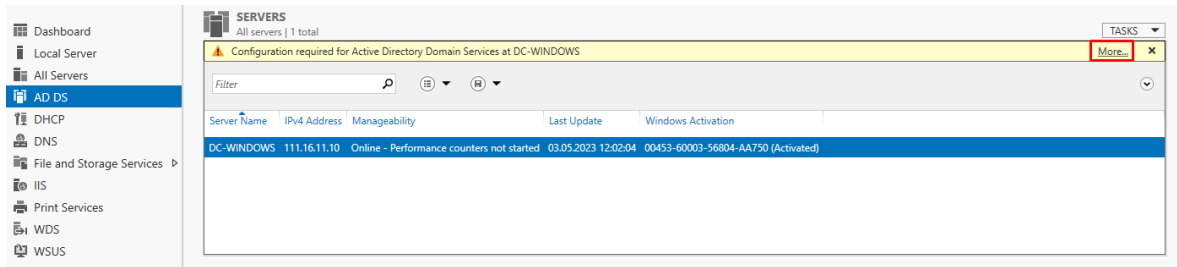 Dashboard
Local Server
All Servers
AD DS
DHCP
DNS
File and Storage Services
IIS
Print Services
WDS
WSUS
SERVERS
All servers | 1 total
TASKS
Configuration required for Active Directory Domain Services at DC-WINDOWS
More...
Filter
Server Name IPv4 Address Manageability Last Update Windows Activation
DC-WINDOWS 111.16.11.10 Online - Performance counters not started 03.05.2023 12:02:04 00453-60003-56804-AA750 (Activated)